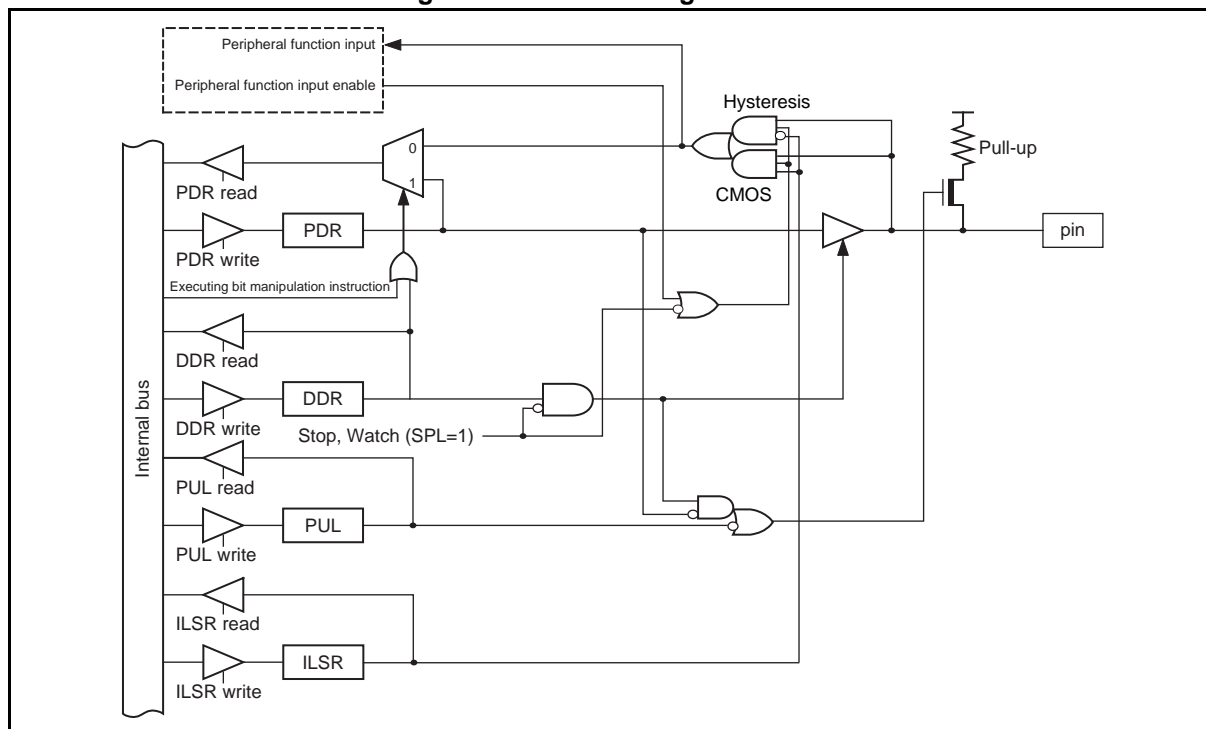 Peripheral function input
Peripheral function input enable
Hysteresis
0
Pull-up
PDR read
1
CMOS
PDR
pin
PDR write
Executing bit manipulation instruction
DDR read
DDR
DDR write
Stop, Watch (SPL=1)
Internal bus
PUL read
PUL
PUL write
ILSR read
ILSR
ILSR write